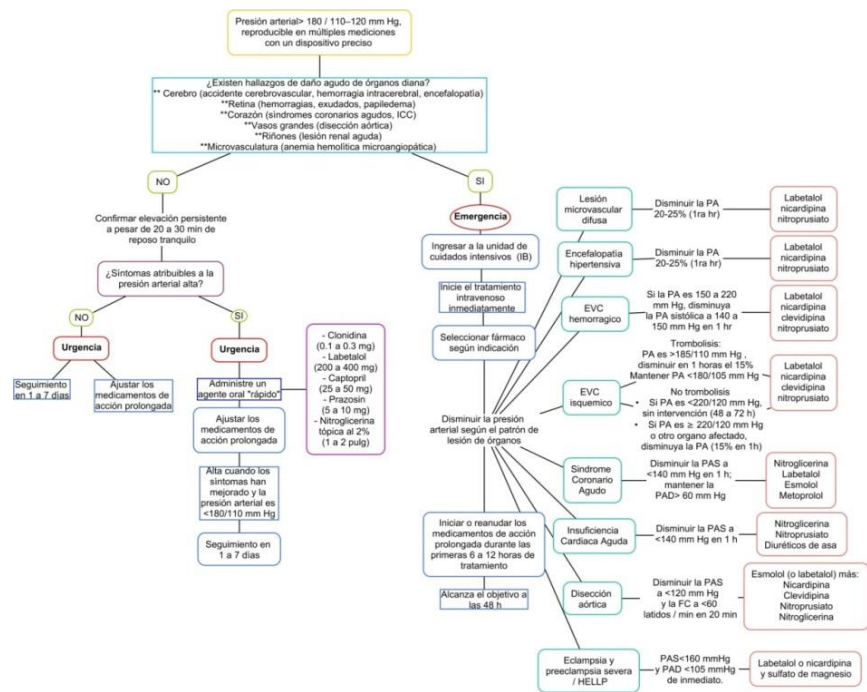 Presión arterial> 180 / 110–120 mm Hg,
reproducible en múltiples mediciones
con un dispositivo preciso
¿Existen hallazgos de daño agudo de órganos diana?
** Cerebro (accidente cerebrovascular, hemorragia intracerebral, encefalopatía)
**Retina (hemorragias, exudados, papiledema)
**Corazón (síndromes coronarios agudos, ICC)
**Vasos grandes (disección aórtica)
**Riñones (lesión renal aguda)
**Microvasculatura (anemia hemolítica microangiopática)
NO
Confirmar elevación persistente
a pesar de 20 a 30 min de
reposo tranquilo
¿Síntomas atribuibles a la
presión arterial alta?
NO
Urgencia
Seguimiento
en 1 a 7 días
Ajustar los
medicamentos de
acción prolongada
SI
Urgencia
Administre un
agente oral "rápido"
- Clonidina
(0.1 a 0.3 mg)
- Labetalol
(200 a 400 mg)
- Captopril
(25 a 50 mg)
- Prazosin
(5 a 10 mg)
- Nitroglicerina
tópica al 2%
(1 a 2 pulg)
Ajustar los
medicamentos de
acción prolongada
Alta cuando los
síntomas han
mejorado y la
presión arterial es
<180/110 mm Hg
Seguimiento en
1 a 7 días
SI
Emergencia
Ingresar a la unidad de
cuidados intensivos (IB)
Inicie el tratamiento
intravenoso
inmediatamente
Seleccionar fármaco
según indicación
Disminuir la presión
arterial según el patrón de
lesión de órganos
Iniciar o reanudar los
medicamentos de acción
prolongada durante las
primeras 6 a 12 horas de
tratamiento
Alcanza el objetivo a
las 48 h
Lesión
microvascular
difusa
Disminuir la PA
20-25% (1ra hr)
Labetalol
nicardipina
nitroprusiato
Encefalopatía
hipertensiva
Disminuir la PA
20-25% (1ra hr)
Labetalol
nicardipina
nitroprusiato
EVC
hemorragico
Si la PA es 150 a 220
mm Hg, disminuya
la PA sistólica a 140 a
150 mm Hg en 1 hr
Labetalol
nicardipina
clevidipina
nitroprusiato
EVC
isquemico
Trombolisis:
PA es >185/110 mm Hg ,
disminuir en 1 horas el 15%
Mantener PA <180/105 mm Hg
No trombolisis
• Si PA es <220/120 mm Hg,
sin intervención (48 a 72 h)
• Si PA es ≥ 220/120 mm Hg
o otro organo afectado,
disminuya la PA (15% en 1h)
Labetalol
nicardipina
clevidipina
nitroprusiato
Sindrome
Coronario
Agudo
Disminuir la PAS a
<140 mm Hg en 1 h;
mantener la
PAD> 60 mm Hg
Nitroglicerina
Labetalol
Esmolol
Metoprolol
Insuficiencia
Cardiaca Aguda
Disminuir la PAS a
<140 mm Hg en 1 h
Nitroglicerina
Nitroprusiato
Diuréticos de asa
Disección
aórtica
Disminuir la PAS
a <120 mm Hg
y la FC a <60
latidos / min en 20 min
Esmolol (o labetalol) más:
Nicardipina
Clevidipina
Nitroprusiato
Nitroglicerina
Eclampsia y
preeclampsia severa
/ HELLP
PAS<160 mmHg
y PAD <105 mmHg
de inmediato.
Labetalol o nicardipina
y sulfato de magnesio